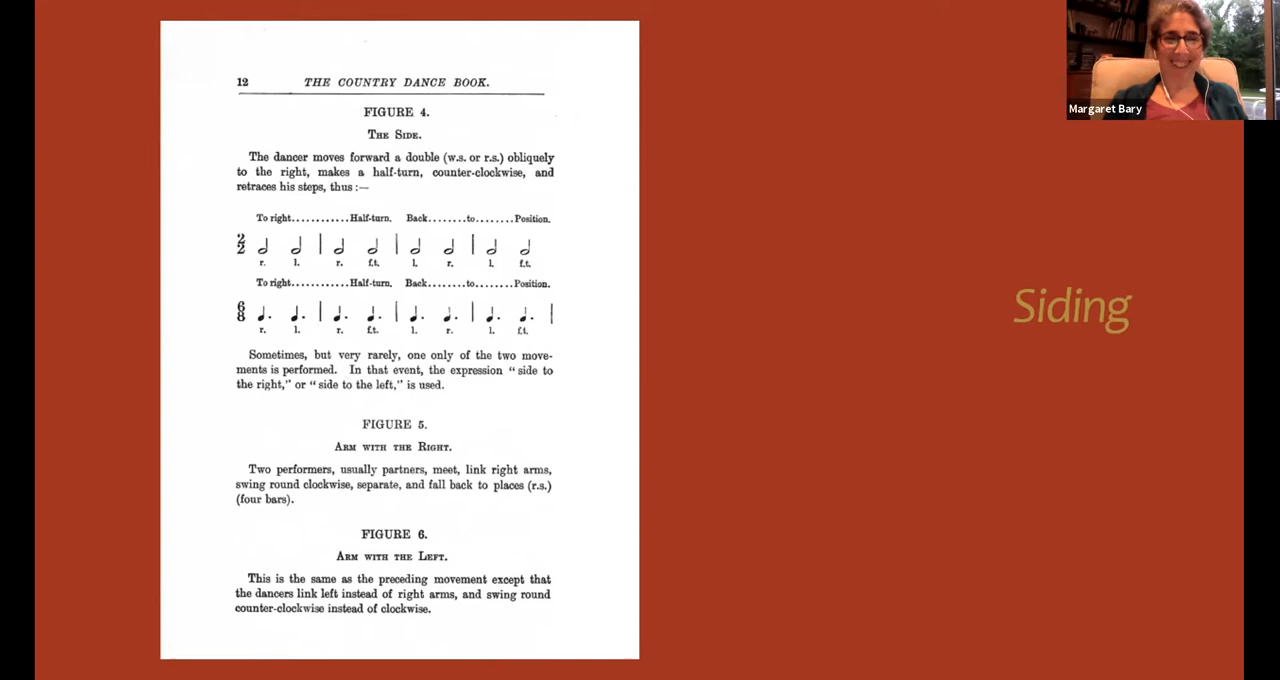 12 THE COUNTRY DANCE BOOK.
FIGURE 4.
THE SIDE.
The dancer moves forward a double (w.s. or r.s.) obliquely
to the right, makes a half-turn, counter-clockwise, and
retraces his steps, thus :—
To right............Half-turn. Back........to........Position.
2
2
r. l. r. f.t. l. r. l. f.t.
To right............Half-turn. Back........to........Position.
6
8
r. l. r. f.t. l. r. l. f.t.
Sometimes, but very rarely, one only of the two move-
ments is performed. In that event, the expression “ side to
the right,” or “ side to the left,” is used.
FIGURE 5.
ARM WITH THE RIGHT.
Two performers, usually partners, meet, link right arms,
swing round clockwise, separate, and fall back to places (r.s.)
(four bars).
FIGURE 6.
ARM WITH THE LEFT.
This is the same as the preceding movement except that
the dancers link left instead of right arms, and swing round
counter-clockwise instead of clockwise.
Siding
Margaret Bary